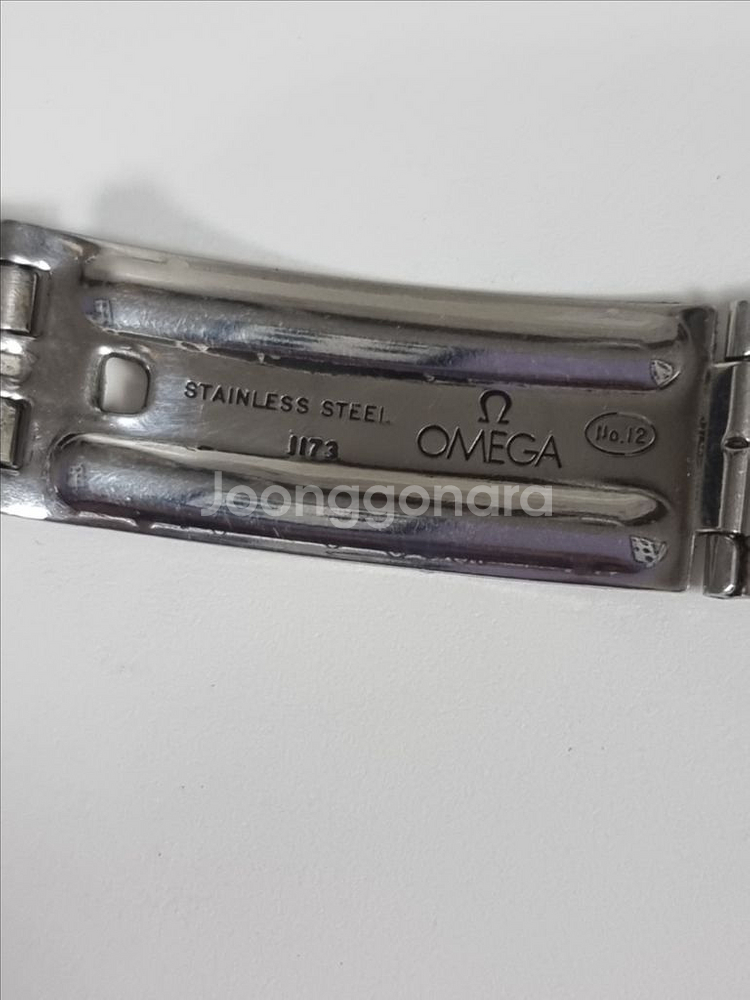 STAINLESS STEEL
1173
Ω
OMEGA
No.12
Joonggonara